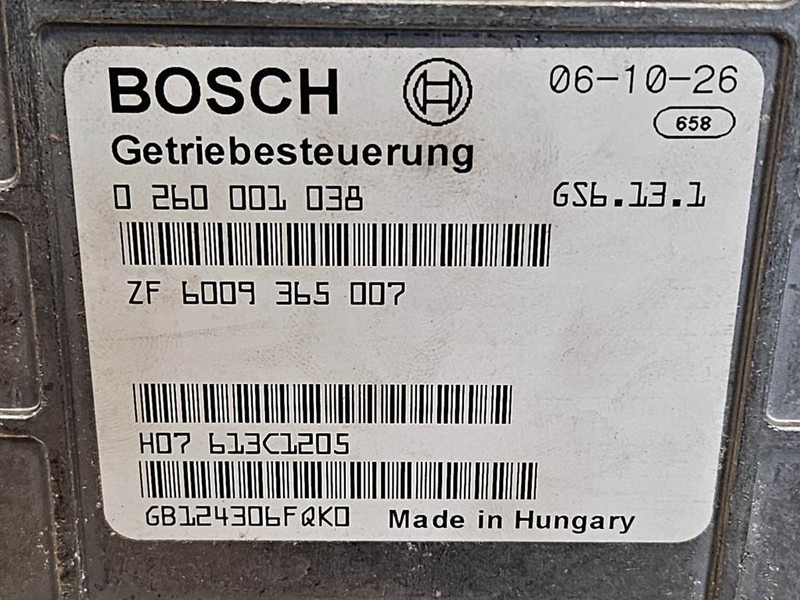 BOSCH 06-10-26
658
Getriebesteuerung
0 260 001 038 GS6.13.1
ZF 6009 365 007
H07 613C1205
GB124306FQK0 Made in Hungary